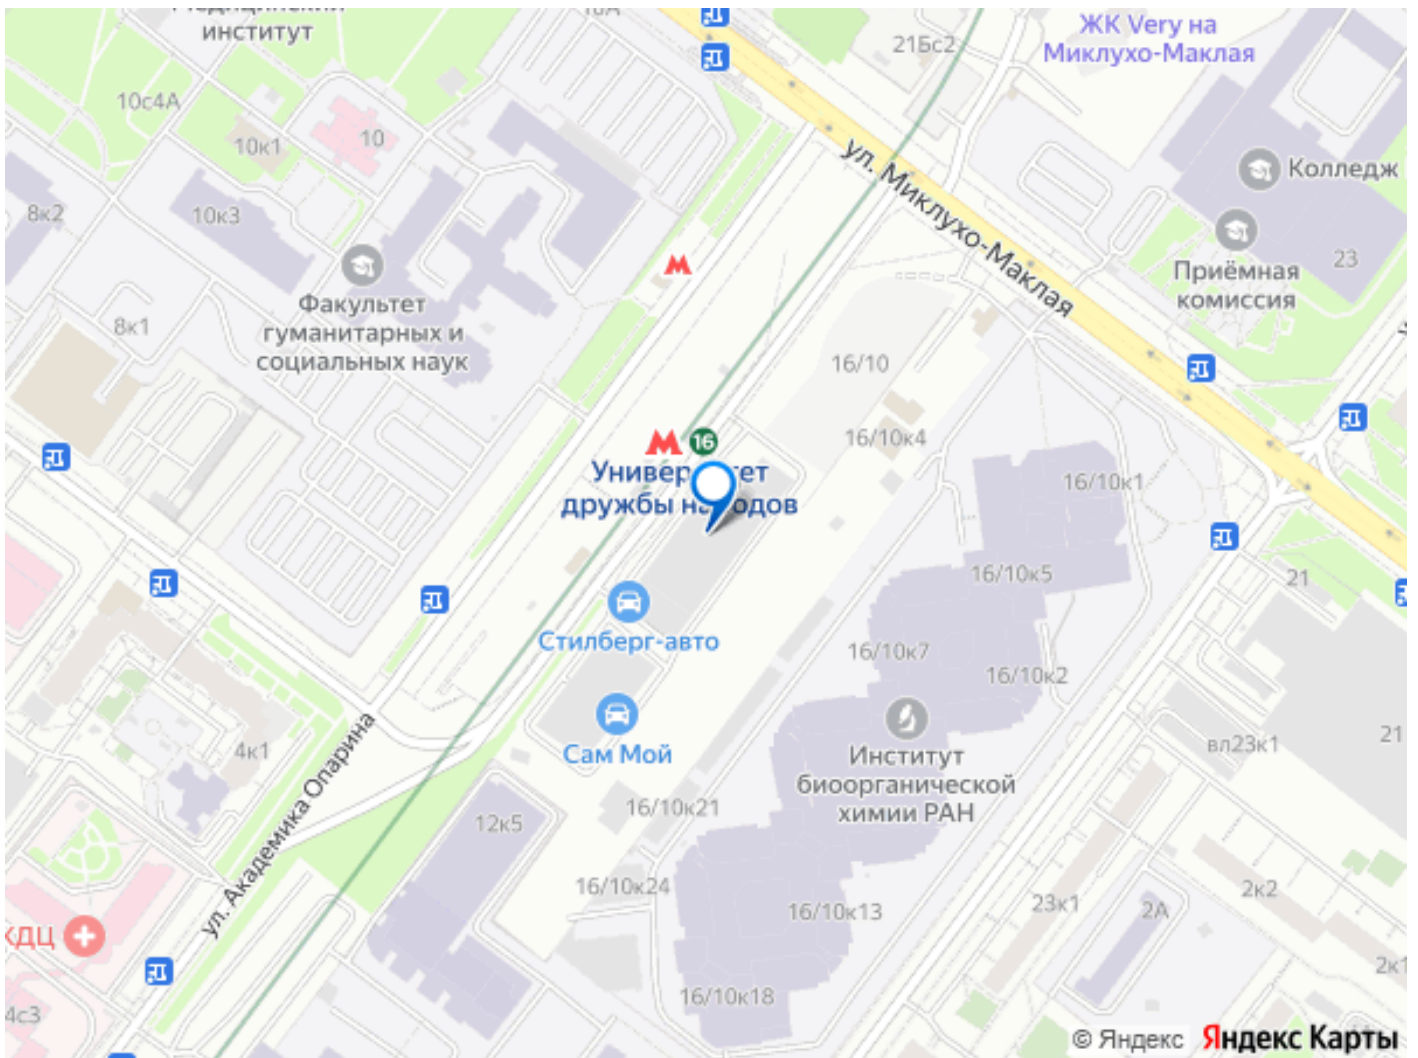 институт
18А
21Бс2
ЖК Very на
Миклухо-Маклая
10с4А
10к1
10
ул. Миклухо-Маклая
Колледж
8к2
10к3
Приёмная
комиссия
23
Факультет
гуманитарных и
социальных наук
8к1
16/10
16
16/10к4
дружбы народов
16/10к1
16/10к5
21
Стилберг-авто
16/10к7
16/10к2
Сам Мой
4к1
ул. Академика Опарина
Институт
биоорганической
химии РАН
вл23к1
21
16/10к21
12к5
16/10к24
16/10к13
23к1
2А
2к2
КДЦ
2к1
4с3
16/10к18
© Яндекс Яндекс Карты